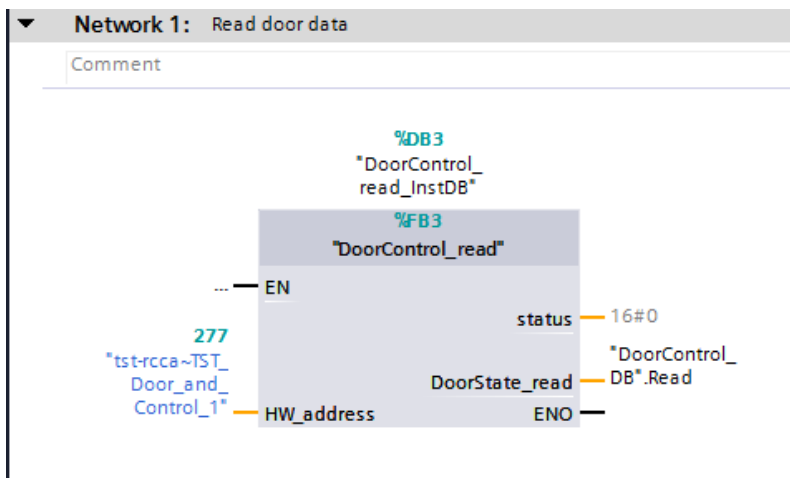 Network 1: Read door data
Comment
%DB3
"DoorControl_
read_InstDB"
%FB3
"DoorControl_read"
... EN
status 16#0
277
"tst-rcca~TST_
Door_and_
Control_1" HW_address
"DoorControl_
DoorState_read DB".Read
ENO